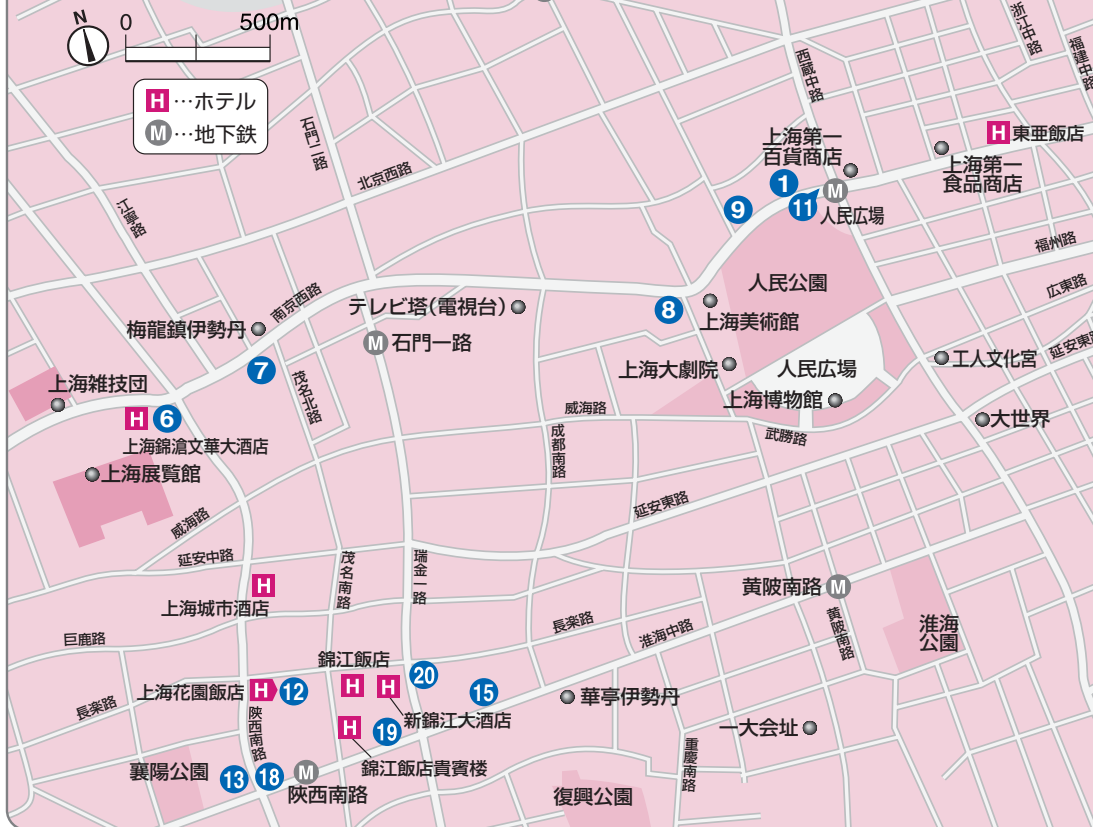 N
0 500m
H…ホテル
M…地下鉄
浙江中路
福建中路
西蔵中路
石門二路
北京西路
江寧路
上海第一
百貨商店
H 東亜飯店
上海第一
食品商店
1
9
11
M
人民広場
福州路
広東路
延安東路
人民公園
南京西路
テレビ塔(電視台)
8
上海美術館
梅龍鎮伊勢丹
M 石門一路
7
茂名北路
上海大劇院
人民広場
工人文化宮
上海雑技団
H 6
上海錦滄文華大酒店
威海路
上海博物館
大世界
武勝路
成都南路
上海展覧館
威海路
延安東路
延安中路
茂名南路
瑞金一路
H
上海城市酒店
黄陂南路 M
黄陂南路
淮海
公園
巨鹿路
長楽路
淮海中路
錦江飯店
H H
20
15
上海花園飯店 H 12
長楽路
陝西南路
新錦江大酒店
華亭伊勢丹
H 19
錦江飯店貴賓楼
一大会址
重慶南路
襄陽公園
13 18 M
陝西南路
復興公園